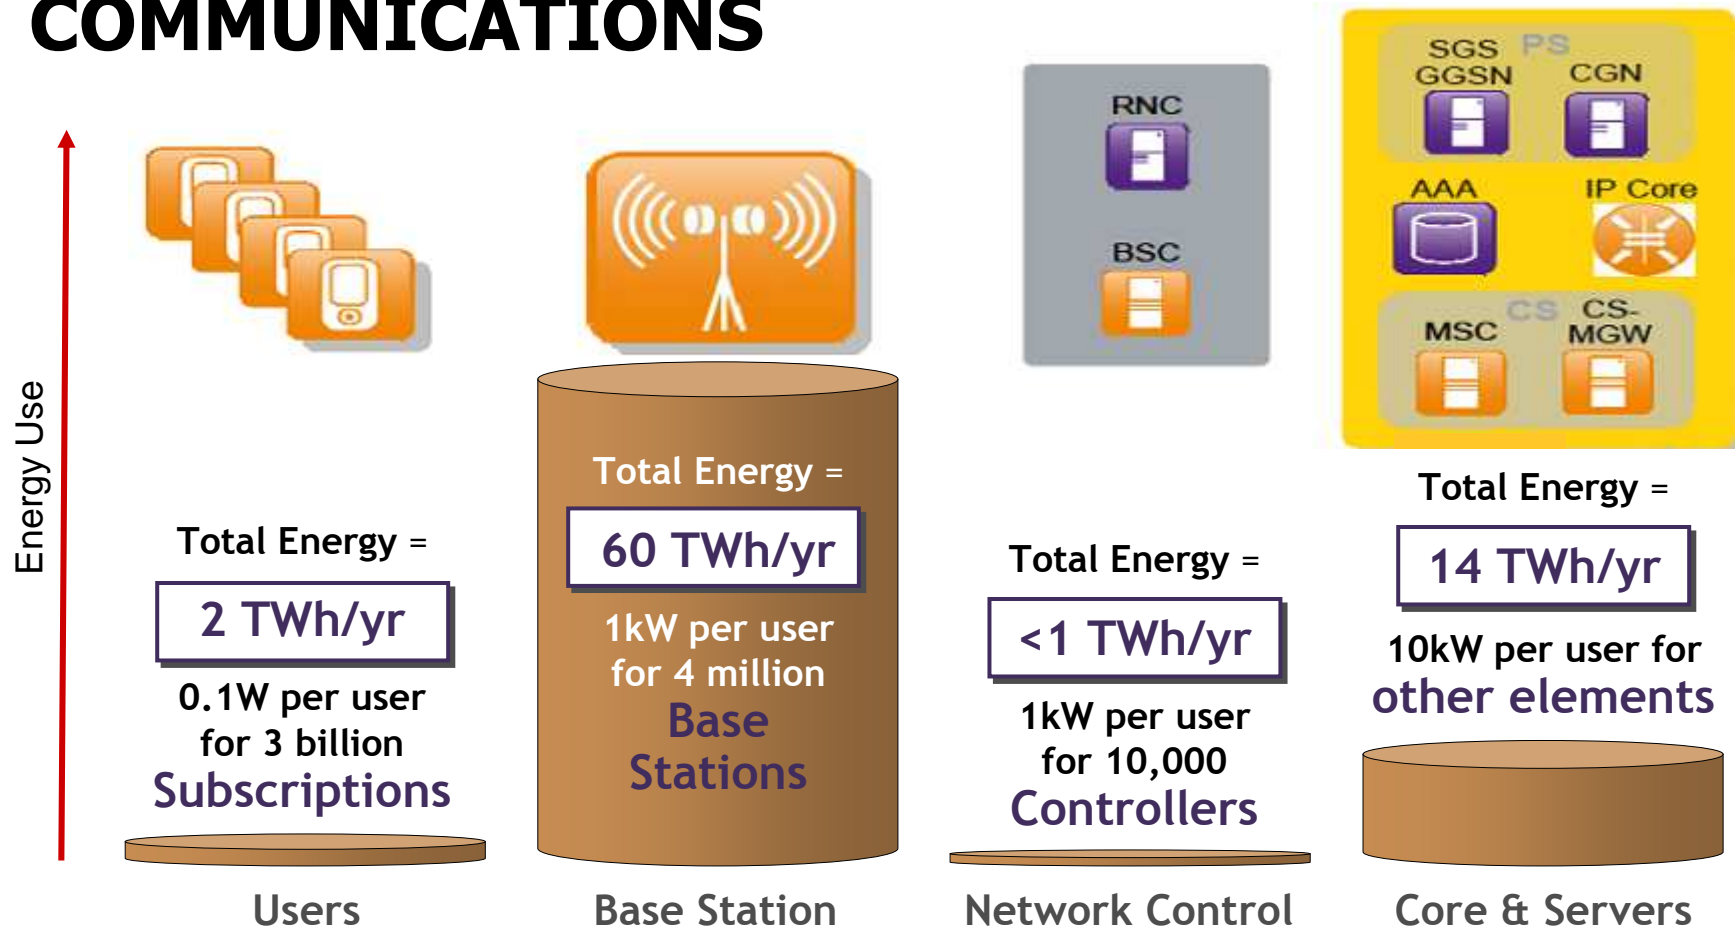 COMMUNICATIONS
Energy Use
Total Energy =
2 TWh/yr
0.1W per user
for 3 billion
Subscriptions
Users
Total Energy =
60 TWh/yr
1kW per user
for 4 million
Base
Stations
Base Station
RNC
BSC
Total Energy =
<1 TWh/yr
1kW per user
for 10,000
Controllers
Network Control
PS
SGS
GGSN
CGN
AAA
IP Core
CS
MSC
CS-
MGW
Total Energy =
14 TWh/yr
10kW per user for
other elements
Core & Servers